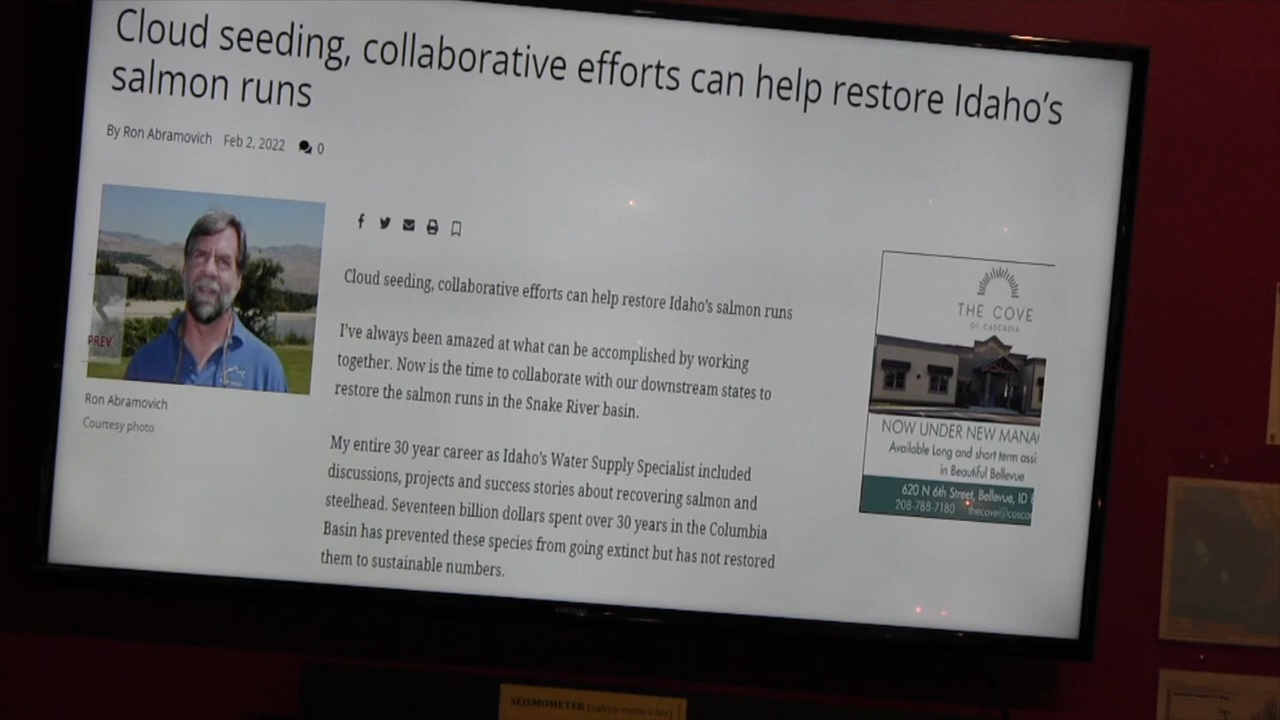 Cloud seeding, collaborative efforts can help restore Idaho's
salmon runs
By Ron Abramovich Feb 2, 2022 0
PREV
Ron Abramovich
Courtesy photo
Cloud seeding, collaborative efforts can help restore Idaho's salmon runs
I've always been amazed at what can be accomplished by working
together. Now is the time to collaborate with our downstream states to
restore the salmon runs in the Snake River basin.
My entire 30 year career as Idaho's Water Supply Specialist included
discussions, projects and success stories about recovering salmon and
steelhead. Seventeen billion dollars spent over 30 years in the Columbia
Basin has prevented these species from going extinct but has not restored
them to sustainable numbers.
THE COVE
OF CASCADIA
NOW UNDER NEW MANA
Available Long and short term assi
in Beautiful Bellevue
620 N 6th Street, Bellevue, ID 8
208-788-7180 thecove@casca
SAMSUNG
SEISMOMETER